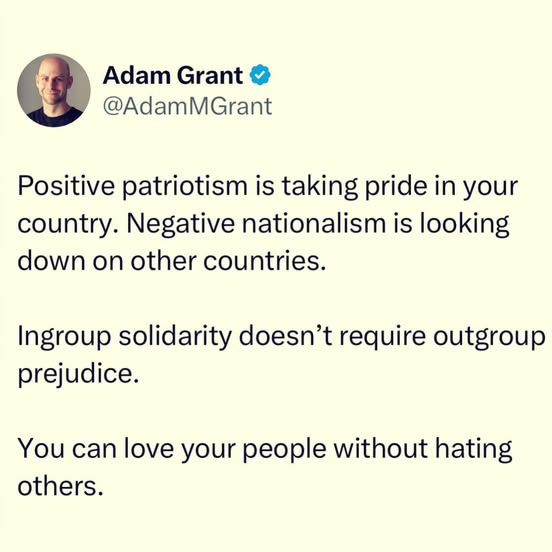 Adam Grant
@AdamMGrant
Positive patriotism is taking pride in your
country. Negative nationalism is looking
down on other countries.
Ingroup solidarity doesn’t require outgroup
prejudice.
You can love your people without hating
others.